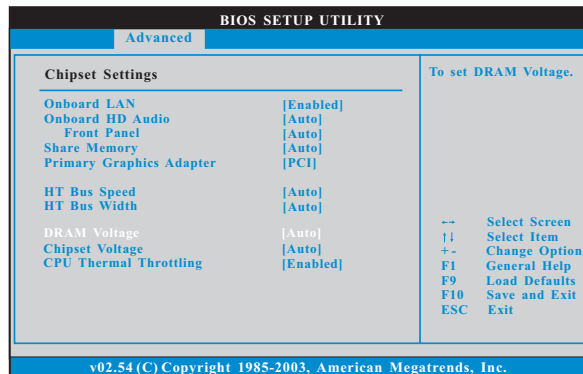 BIOS SETUP UTILITY
Advanced
Chipset Settings
Onboard LAN [Enabled]
Onboard HD Audio [Auto]
Front Panel [Auto]
Share Memory [Auto]
Primary Graphics Adapter [PCI]
HT Bus Speed [Auto]
HT Bus Width [Auto]
DRAM Voltage [Auto]
Chipset Voltage [Auto]
CPU Thermal Throttling [Enabled]
To set DRAM Voltage.
←→ Select Screen
↑↓ Select Item
+ - Change Option
F1 General Help
F9 Load Defaults
F10 Save and Exit
ESC Exit
v02.54 (C) Copyright 1985-2003, American Megatrends, Inc.